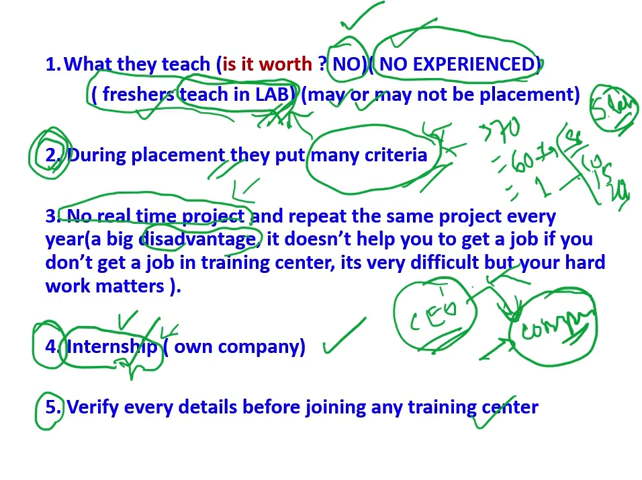 1. What they teach (is it worth ? NO)( NO EXPERIENCED)
( freshers teach in LAB) (may or may not be placement)
2. During placement they put many criteria
370
= 60
= 1
3. No real time project and repeat the same project every
year(a big disadvantage, it doesn't help you to get a job if you
don't get a job in training center, its very difficult but your hard
work matters ).
CEO
4. Internship ( own company)
5. Verify every details before joining any training center